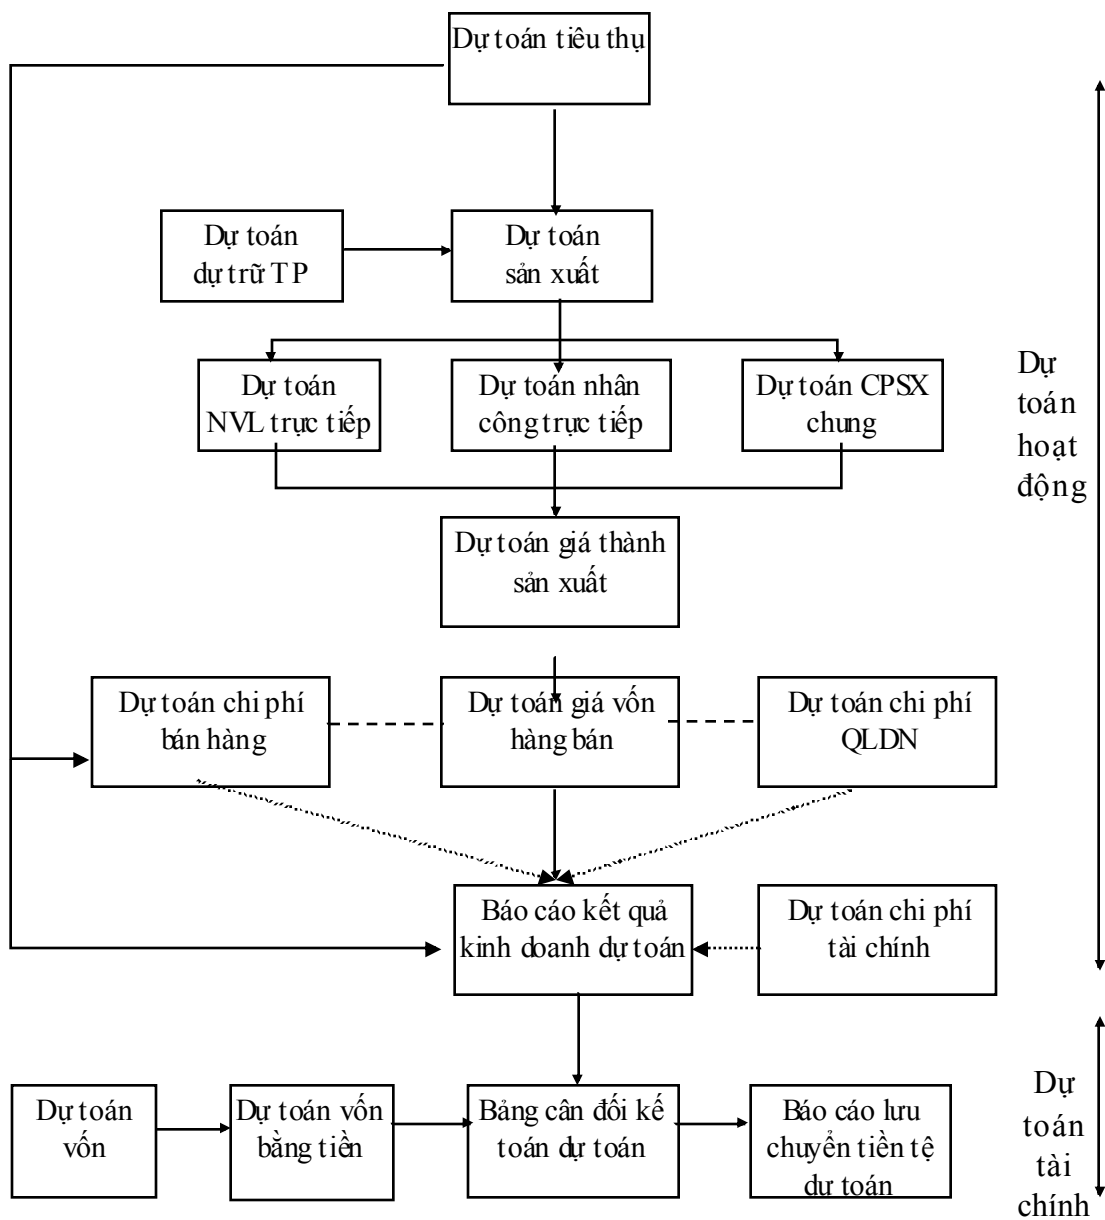 Dự toán tiêu thụ
Dự toán
dự trữ TP
Dự toán
sản xuất
Dự toán
NVL trực tiếp
Dự toán nhân
công trực tiếp
Dự toán CPSX
chung
Dự
toán
hoạt
động
Dự toán giá thành
sản xuất
Dự toán chi phí
bán hàng
Dự toán giá vốn
hàng bán
Dự toán chi phí
QLDN
Báo cáo kết quả
kinh doanh dự toán
Dự toán chi phí
tài chính
Dự toán
vốn
Dự toán vốn
bằng tiền
Bảng cân đối kế
toán dự toán
Báo cáo lưu
chuyển tiền tệ
dự toán
Dự
toán
tài
chính